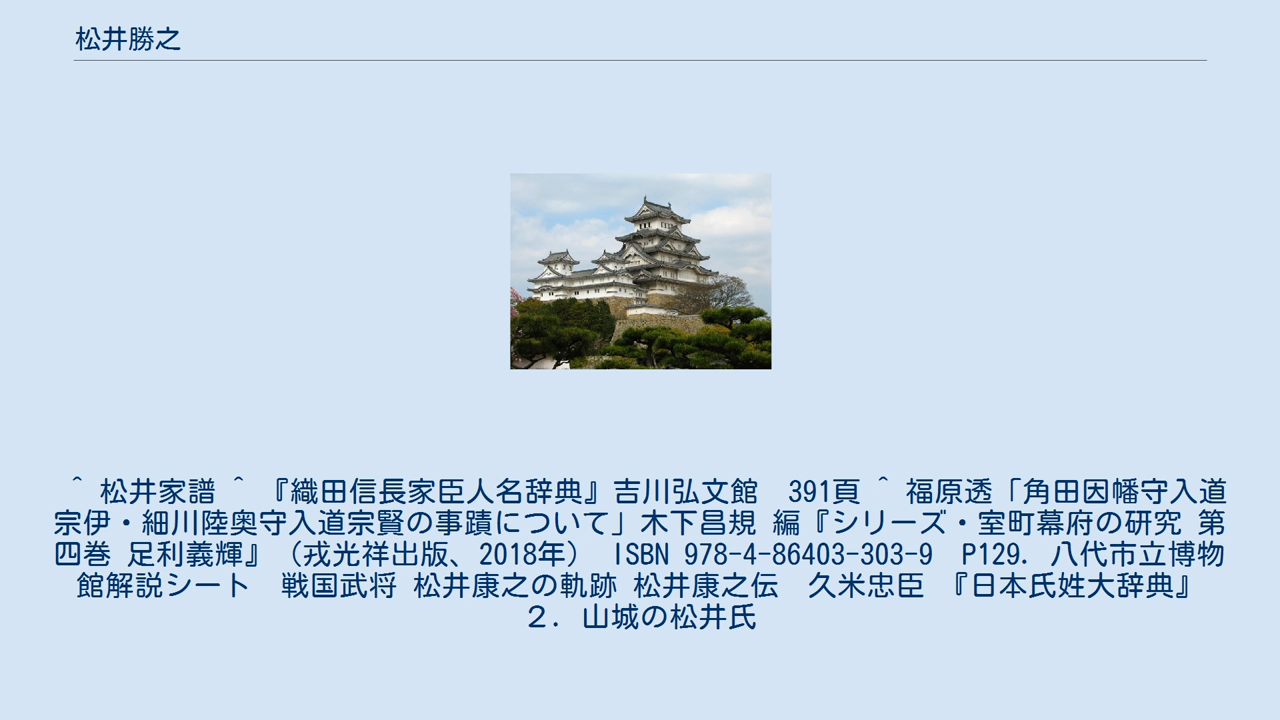 松井勝之
^ 松井家譜 ^ 『織田信長家臣人名辞典』吉川弘文館　391頁 ^ 福原透「角田因幡守入道
宗伊・細川陸奥守入道宗賢の事蹟について」木下昌規 編『シリーズ・室町幕府の研究 第
四巻 足利義輝』（戎光祥出版、2018年） ISBN 978-4-86403-303-9　P129. 八代市立博物
館解説シート　戦国武将 松井康之の軌跡 松井康之伝　久米忠臣 『日本氏姓大辞典』
２. 山城の松井氏